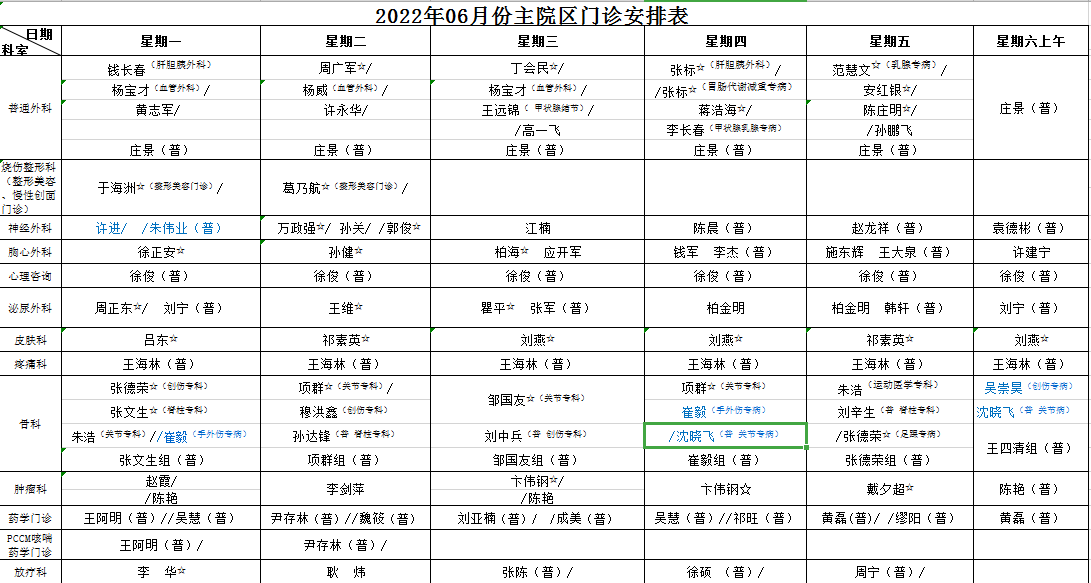 2022年06月份主院区门诊安排表
日期
科室
星期一 星期二 星期三 星期四 星期五 星期六上午
普通外科
钱长春（肝胆胰外科） 周广军☆/ 丁会民☆/ 张标☆（肝胆胰外科）/ 范慧文☆（乳腺专病）/
杨宝才（血管外科）/ 杨威（血管外科）/ 杨宝才（血管外科）/ /张标☆（胃肠代谢减重专病） 安红银☆/
黄志军/ 许永华/ 王远锦（ 甲状腺结节）/ 蒋浩海☆/ 陈庄明☆/
/高一飞 李长春（甲状腺乳腺专病） /孙鹏飞
庄景（普） 庄景（普） 庄景（普） 庄景（普） 庄景（普）
庄景（普）
烧伤整形科
（整形美容
、慢性创面
门诊）
于海洲☆（整形美容门诊）/ 葛乃航☆（整形美容门诊）/
神经外科 许进/ /朱伟业（普） 万政强☆/ 孙关/ /郭俊☆ 江楠 陈晨（普） 赵龙祥（普） 袁德彬（普）
胸心外科 徐正安☆ 孙健☆ 柏海☆ 应开军 钱军 李杰（普） 施东辉 王大泉（普） 许建宁
心理咨询 徐俊（普） 徐俊（普） 徐俊（普） 徐俊（普） 徐俊（普） 徐俊（普）
泌尿外科 周正东☆/ 刘宁（普） 王维☆ 瞿平☆ 张军（普） 柏金明 柏金明 韩轩（普） 刘宁（普）
皮肤科 吕东☆ 祁素英☆ 刘燕☆ 刘燕☆ 祁素英☆ 刘燕☆
疼痛科 王海林（普） 王海林（普） 王海林（普） 王海林（普） 王海林（普） 王海林（普）
骨科
张德荣☆（创伤专科） 项群☆（关节专科）/ 邹国友☆（关节专科） 项群☆（关节专科） 朱浩（运动医学专科） 吴崇昊（创伤专病）
张文生☆（脊柱专科） 穆洪鑫（创伤专科） 崔毅（手外伤专病） 刘辛生（普 脊柱专科） 沈晓飞（普 关节专病）
朱浩（关节专科）//崔毅（手外伤专病） 孙达锋（普 脊柱专科） 刘中兵（普 创伤专科） /沈晓飞（普 关节专病） /张德荣☆（足踝专病） 王四清组（普）
张文生组（普） 项群组（普） 邹国友组（普） 崔毅组（普） 张德荣组（普）
肿瘤科
赵霞/ 李剑萍 卞伟钢☆/ 卞伟钢☆ 戴夕超☆ 陈艳（普）
/陈艳 /陈艳
药学门诊 王阿明（普）//吴慧（普） 尹存林（普）//魏筱（普） 刘亚楠（普）/ /成美（普） 吴慧（普）//祁旺（普） 黄磊(普)/ /缪阳（普） 黄磊（普）
PCCM咳喘
药学门诊
王阿明（普）/ 尹存林（普）/
放疗科 李 华☆ 耿 炜 张陈（普）/ 徐硕 （普）/ 周宁（普）/